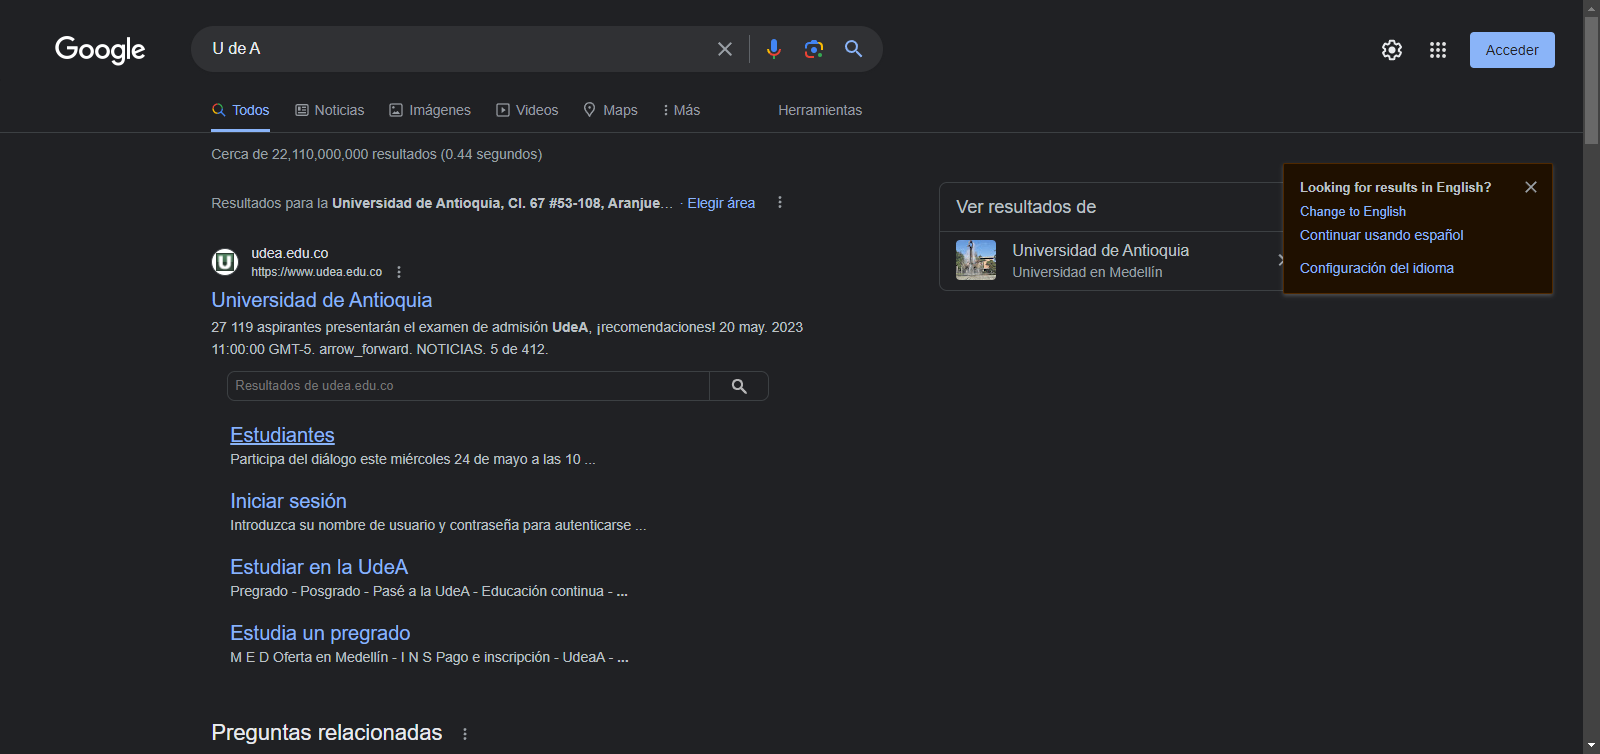 Google
U de A
Acceder
Todos
Noticias
Imágenes
Videos
Maps
Más
Herramientas
Cerca de 22,110,000,000 resultados (0.44 segundos)
Resultados para la Universidad de Antioquia, Cl. 67 #53-108, Aranjue... · Elegir área
udea.edu.co
https://www.udea.edu.co
Universidad de Antioquia
27 119 aspirantes presentarán el examen de admisión UdeA, ¡recomendaciones! 20 may. 2023
11:00:00 GMT-5. arrow_forward. NOTICIAS. 5 de 412.
Resultados de udea.edu.co
Estudiantes
Participa del diálogo este miércoles 24 de mayo a las 10 ...
Iniciar sesión
Introduzca su nombre de usuario y contraseña para autenticarse ...
Estudiar en la UdeA
Pregrado - Posgrado - Pasé a la UdeA - Educación continua - ...
Estudia un pregrado
M E D Oferta en Medellín - I N S Pago e inscripción - UdeaA - ...
Preguntas relacionadas
Ver resultados de
Universidad de Antioquia
Universidad en Medellín
Looking for results in English?
Change to English
Continuar usando español
Configuración del idioma